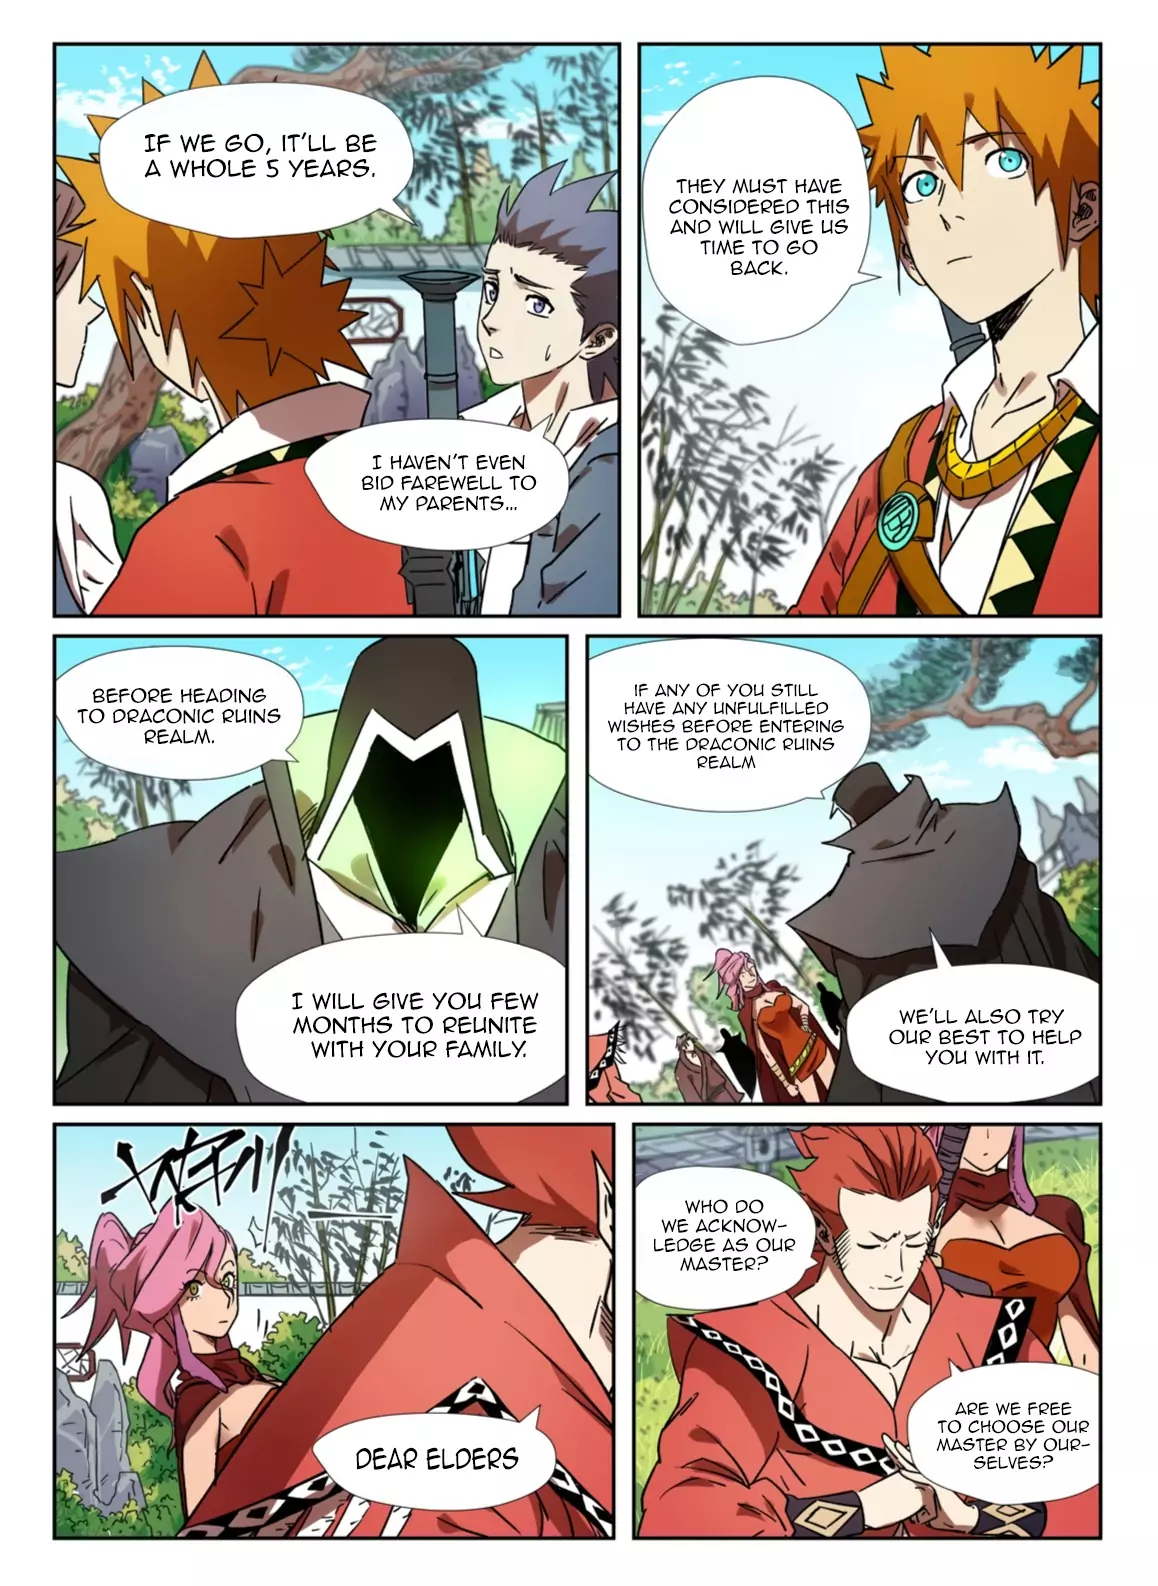 IF WE GO, IT'LL BE
A WHOLE 5 YEARS.
I HAVEN'T EVEN
BID FAREWELL TO
MY PARENTS...
THEY MUST HAVE
CONSIDERED THIS
AND WILL GIVE US
TIME TO GO
BACK.
BEFORE HEADING
TO DRACONIC RUINS
REALM.
I WILL GIVE YOU FEW
MONTHS TO REUNITE
WITH YOUR FAMILY.
IF ANY OF YOU STILL
HAVE ANY UNFULFILLED
WISHES BEFORE ENTERING
TO THE DRACONIC RUINS
REALM
WE'LL ALSO TRY
OUR BEST TO HELP
YOU WITH IT.
DEAR ELDERS
WHO DO
WE ACKNOW-
LEDGE AS OUR
MASTER?
ARE WE FREE
TO CHOOSE OUR
MASTER BY OUR-
SELVES?